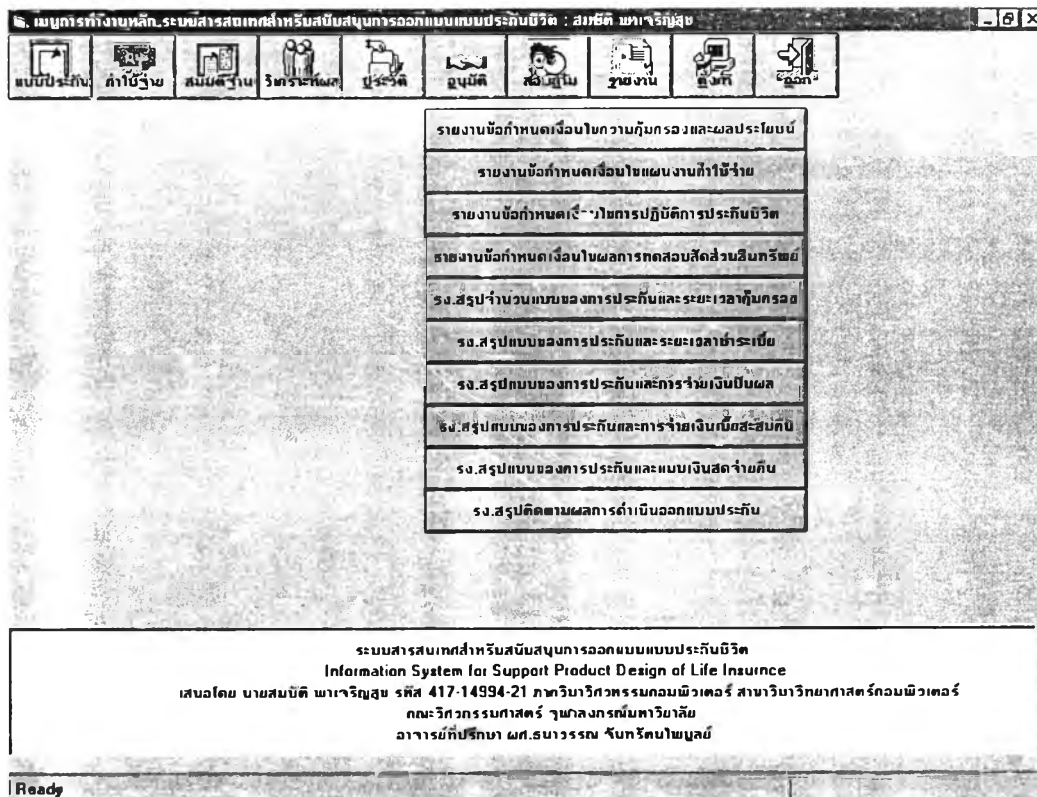 เมนูการทำงานหลัก ระบบสารสนเทศสำหรับสนับสนุนการออกแบบแบบประกันชีวิต : สมบัติ พาเจริญสุข
แบบประกัน ค่าใช้จ่าย สมมติฐาน วิเคราะห์ผล ประวัติ อนุมัติ สอบถาม รายงาน ตั้งค่า ออก
รายงานข้อกำหนดเงื่อนไขความคุ้มครองและผลประโยชน์
รายงานข้อกำหนดเงื่อนไขแผนงานค่าใช้จ่าย
รายงานข้อกำหนดเงื่อนไขการปฏิบัติการประกันชีวิต
รายงานข้อกำหนดเงื่อนไขผลการทดสอบสัดส่วนสินทรัพย์
รง.สรุปจำนวนแบบของการประกันและระยะเวลาคุ้มครอง
รง.สรุปแบบของการประกันและระยะเวลาชำระเบี้ย
รง.สรุปแบบของการประกันและการจ่ายเงินปันผล
รง.สรุปแบบของการประกันและการจ่ายเงินเบี้ยสะสมคืน
รง.สรุปแบบของการประกันและแบบเงินสดจ่ายคืน
รง.สรุปติดตามผลการดำเนินออกแบบประกัน
ระบบสารสนเทศสำหรับสนับสนุนการออกแบบแบบประกันชีวิต
Information System for Support Product Design of Life Insurnce
เสนอโดย นายสมบัติ พาเจริญสุข รหัส 417-14994-21 ภาควิชาวิศวกรรมคอมพิวเตอร์ สาขาวิชาวิทยาศาสตร์คอมพิวเตอร์
คณะวิศวกรรมศาสตร์ จุฬาลงกรณ์มหาวิยาลัย
อาจารย์ที่ปรึกษา ผศ.ธนาวรรณ จันทรัตนไพบูลย์
Ready